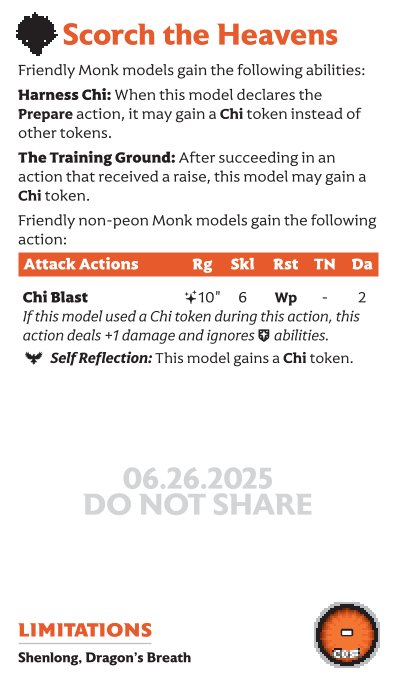 Scorch the Heavens
Friendly Monk models gain the following abilities:
Harness Chi: When this model declares the
Prepare action, it may gain a Chi token instead of
other tokens.
The Training Ground: After succeeding in an
action that received a raise, this model may gain a
Chi token.
Friendly non-peon Monk models gain the following
action:
Attack Actions Rg Skl Rst TN Da
Chi Blast 10" 6 Wp - 2
If this model used a Chi token during this action, this
action deals +1 damage and ignores abilities.
Self Reflection: This model gains a Chi token.
06.26.2025
DO NOT SHARE
LIMITATIONS
Shenlong, Dragon's Breath
-
COST